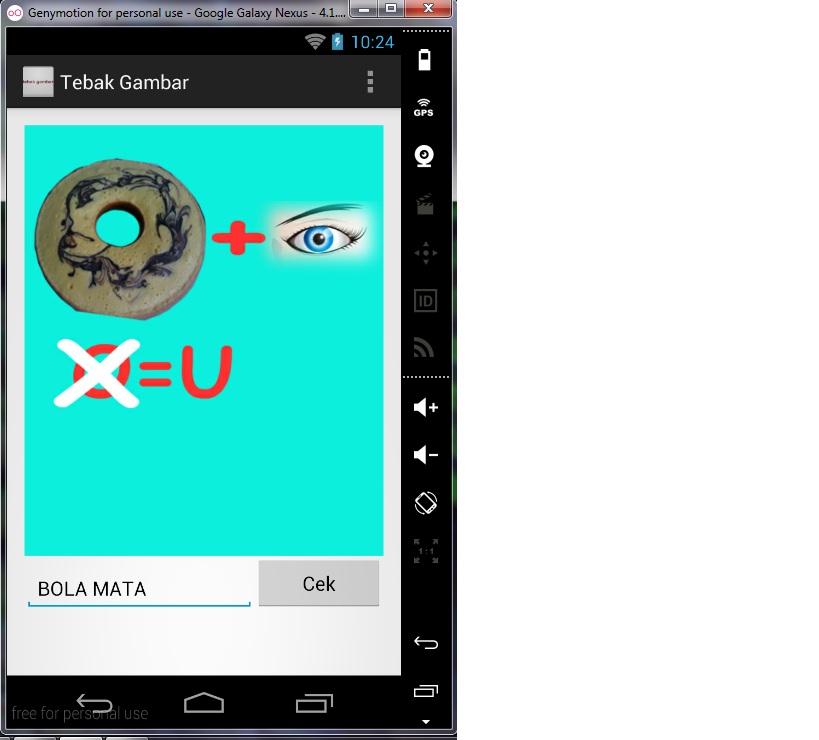 Genymotion for personal use - Google Galaxy Nexus - 4.1....
10:24
Tebak Gambar
GPS
+
O=U
ID
1:1
BOLA MATA
Cek
free for personal use